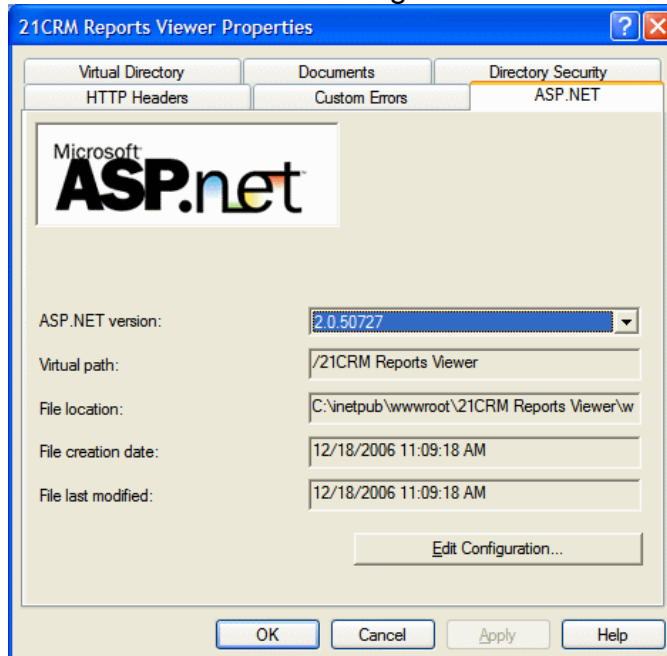 21CRM Reports Viewer Properties
Virtual Directory Documents Directory Security
HTTP Headers Custom Errors ASP.NET
Microsoft
ASP.net
ASP.NET version: 2.0.50727
Virtual path: /21CRM Reports Viewer
File location: C:\inetpub\wwwroot\21CRM Reports Viewer\w
File creation date: 12/18/2006 11:09:18 AM
File last modified: 12/18/2006 11:09:18 AM
Edit Configuration...
OK Cancel Apply Help